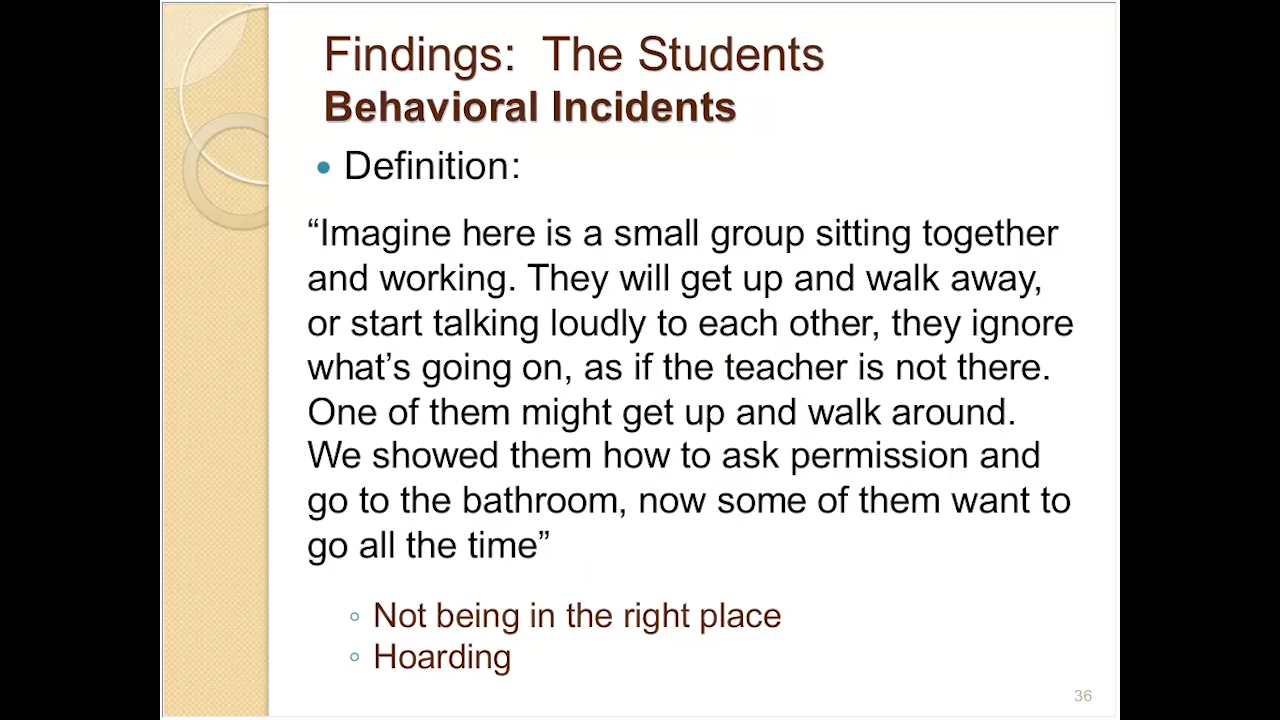 Findings:  The Students
Behavioral Incidents
• Definition:
“Imagine here is a small group sitting together
and working. They will get up and walk away,
or start talking loudly to each other, they ignore
what’s going on, as if the teacher is not there.
One of them might get up and walk around.
We showed them how to ask permission and
go to the bathroom, now some of them want to
go all the time”
◦ Not being in the right place
◦ Hoarding
36